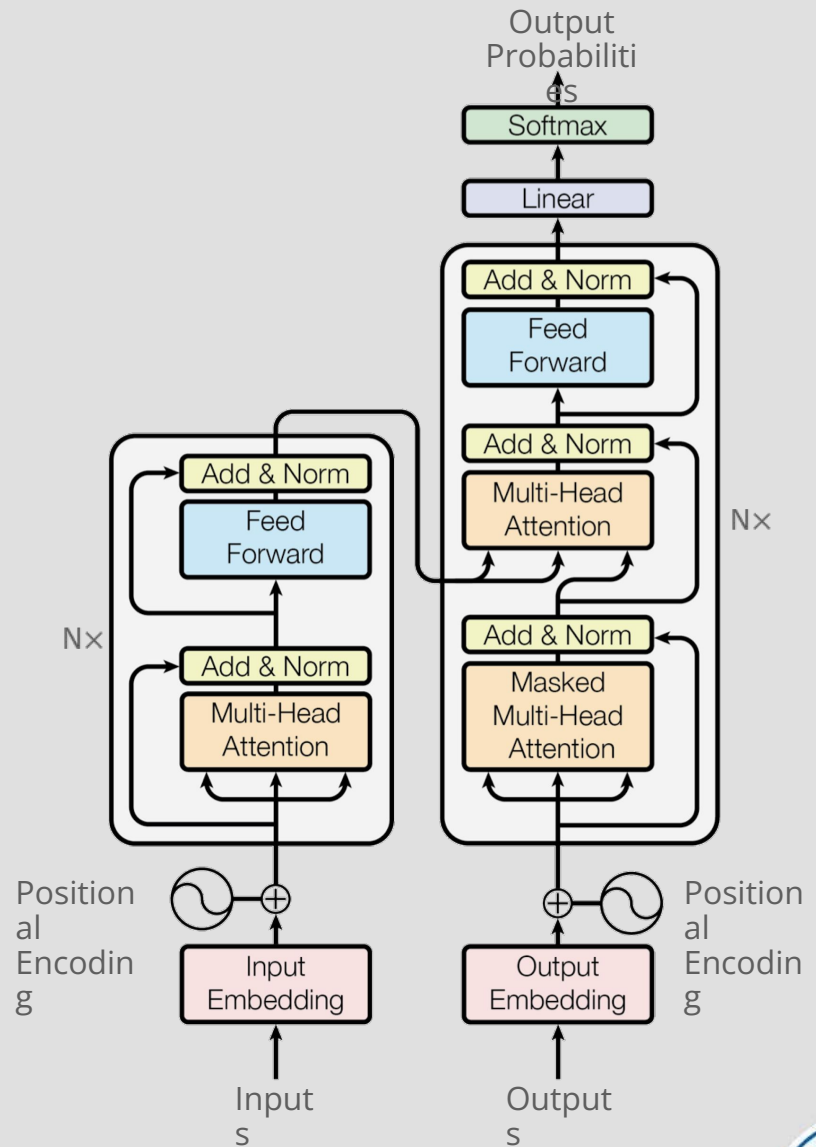 Output
Probabiliti
es
Softmax
Linear
Add & Norm
Feed
Forward
Add & Norm
Multi-Head
Attention
Nx
Add & Norm
Masked
Multi-Head
Attention
Add & Norm
Feed
Forward
N×
Add & Norm
Multi-Head
Attention
Position
al
Encodin
g
Position
al
Encodin
g
Input
Embedding
Output
Embedding
Input
s
Output
s